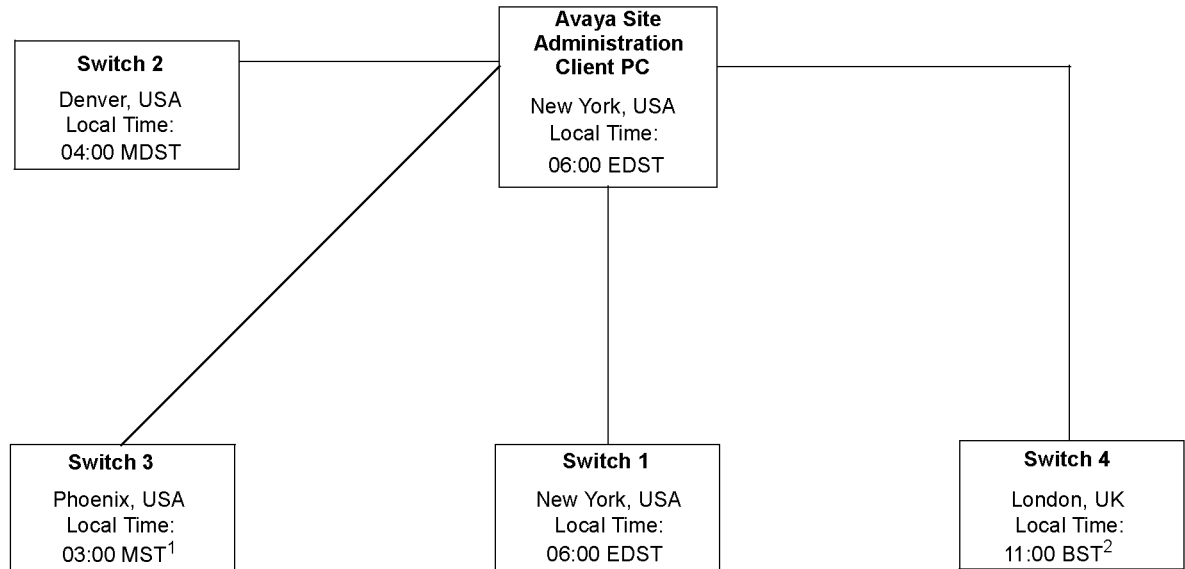 Avaya Site
Administration
Client PC
New York, USA
Local Time:
06:00 EDST
Switch 2
Denver, USA
Local Time:
04:00 MDST
Switch 3
Phoenix, USA
Local Time:
03:00 MST1
Switch 1
New York, USA
Local Time:
06:00 EDST
Switch 4
London, UK
Local Time:
11:00 BST2